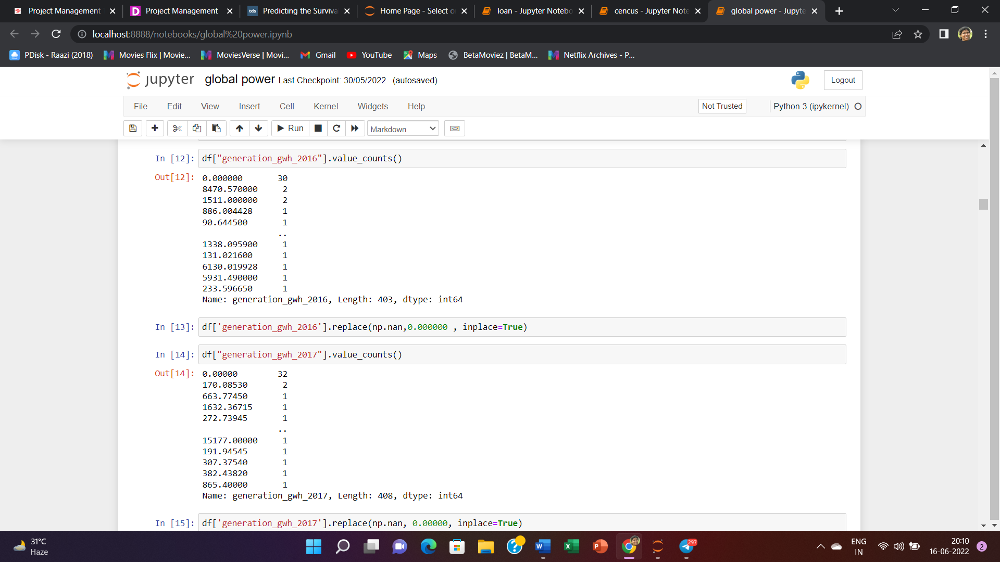 Project Management
Project Management
tds Predicting the Surviva
Home Page - Select o
loan - Jupyter Notebo
cencus - Jupyter Note
global power - Jupyte
localhost:8888/notebooks/global%20power.ipynb
PDisk - Raazi (2018)
Movies Flix | Movie...
MoviesVerse | Movi...
Gmail
YouTube
Maps
BetaMoviez | BetaM...
Netflix Archives - P...
jupyter global power Last Checkpoint: 30/05/2022 (autosaved)
Logout
File Edit View Insert Cell Kernel Widgets Help
Not Trusted
Python 3 (ipykernel)
Run
Markdown
In [12]: df["generation_gwh_2016"].value_counts()
Out[12]: 0.000000 30
8470.570000 2
1511.000000 2
886.004428 1
90.644500 1
..
1338.095900 1
131.021600 1
6130.019928 1
5931.490000 1
233.596650 1
Name: generation_gwh_2016, Length: 403, dtype: int64
In [13]: df['generation_gwh_2016'].replace(np.nan,0.000000 , inplace=True)
In [14]: df["generation_gwh_2017"].value_counts()
Out[14]: 0.00000 32
170.08530 2
663.77450 1
1632.36715 1
272.73945 1
..
15177.00000 1
191.94545 1
307.37540 1
382.43820 1
865.40000 1
Name: generation_gwh_2017, Length: 408, dtype: int64
In [15]: df['generation_gwh_2017'].replace(np.nan, 0.00000, inplace=True)
31°C
Haze
297
ENG
IN
20:10
16-06-2022
2